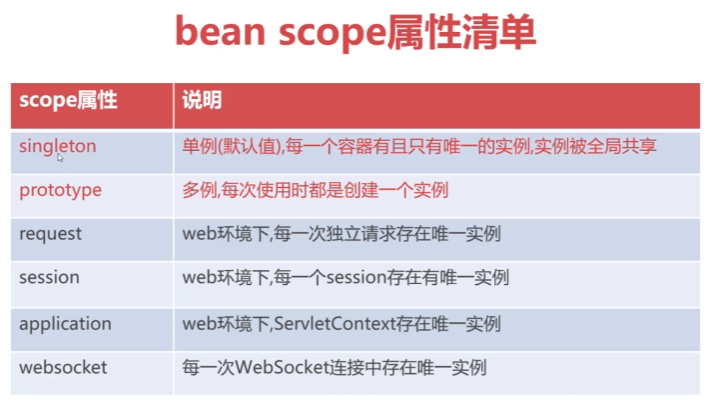 bean scope属性清单
scope属性 说明
singleton 单例(默认值),每一个容器有且只有唯一的实例,实例被全局共享
prototype 多例,每次使用时都是创建一个实例
request web环境下,每一次独立请求存在唯一实例
session web环境下,每一个session存在有唯一实例
application web环境下,ServletContext存在唯一实例
websocket 每一次WebSocket连接中存在唯一实例